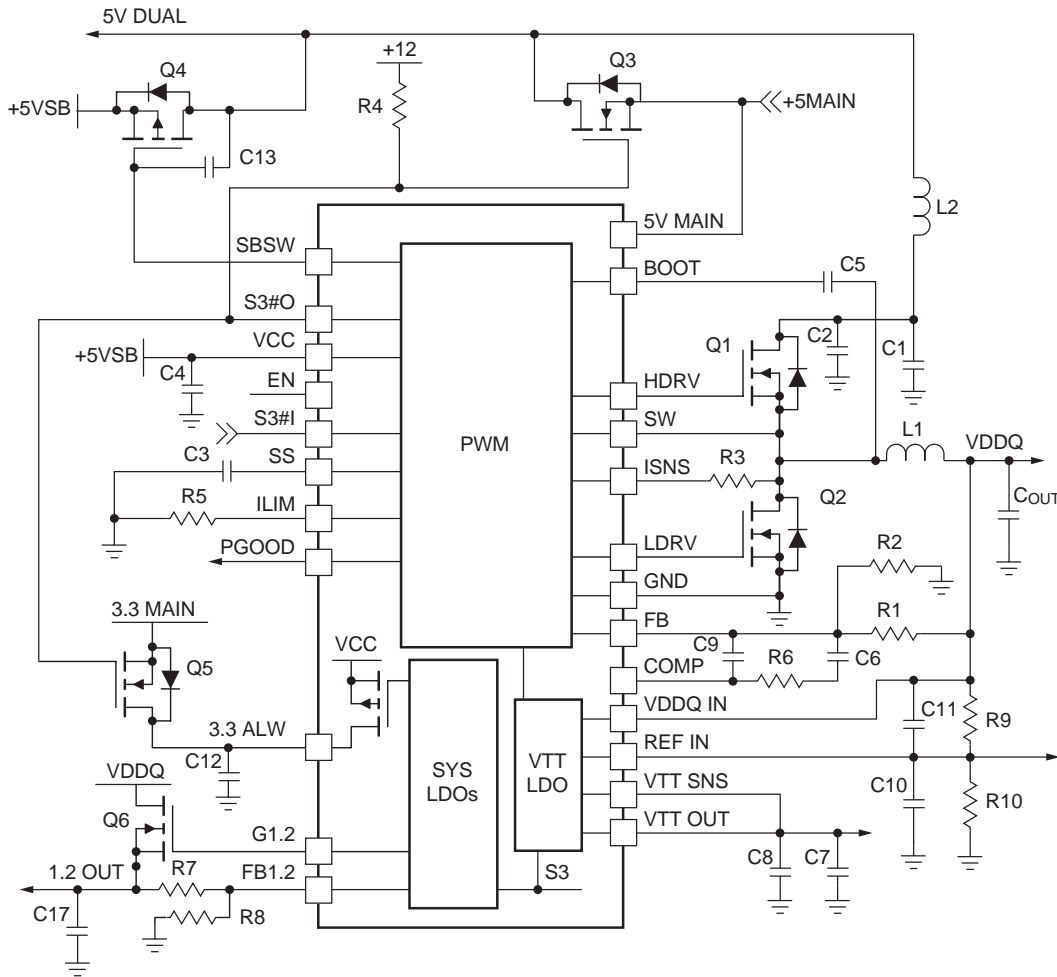 5V DUAL
+12
Q4
Q3
+5VSB
R4
+5MAIN
C13
L2
5V MAIN
SBSW
BOOT
C5
S3#O
VCC
+5VSB
C4
Q1
C2
C1
EN
HDRV
S3#I
SW
PWM
L1
VDDQ
C3
SS
ISNS
R3
Q2
COUT
R5
ILIM
PGOOD
LDRV
R2
GND
3.3 MAIN
FB
R1
VCC
C9
Q5
COMP
R6
C6
VDDQ IN
C11
R9
3.3 ALW
REF IN
C12
SYS
LDOs
VTT
LDO
VTT SNS
C10
R10
VDDQ
Q6
VTT OUT
G1.2
C8
C7
1.2 OUT
R7
FB1.2
S3
C17
R8